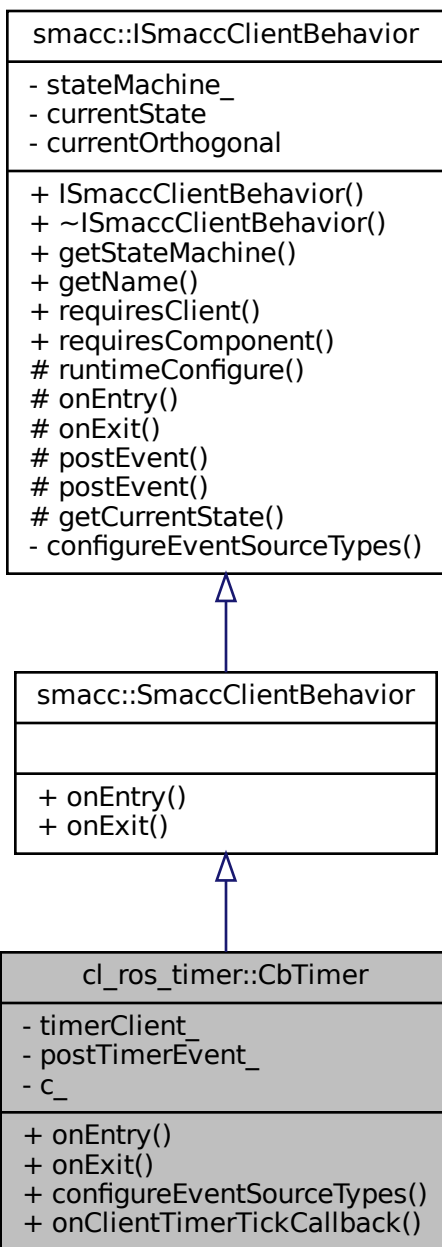 smacc::ISmaccClientBehavior
- stateMachine_
- currentState
- currentOrthogonal
+ ISmaccClientBehavior()
+ ~ISmaccClientBehavior()
+ getStateMachine()
+ getName()
+ requiresClient()
+ requiresComponent()
# runtimeConfigure()
# onEntry()
# onExit()
# postEvent()
# postEvent()
# getCurrentState()
- configureEventSourceTypes()
smacc::SmaccClientBehavior
+ onEntry()
+ onExit()
cl_ros_timer::CbTimer
- timerClient_
- postTimerEvent_
- c_
+ onEntry()
+ onExit()
+ configureEventSourceTypes()
+ onClientTimerTickCallback()